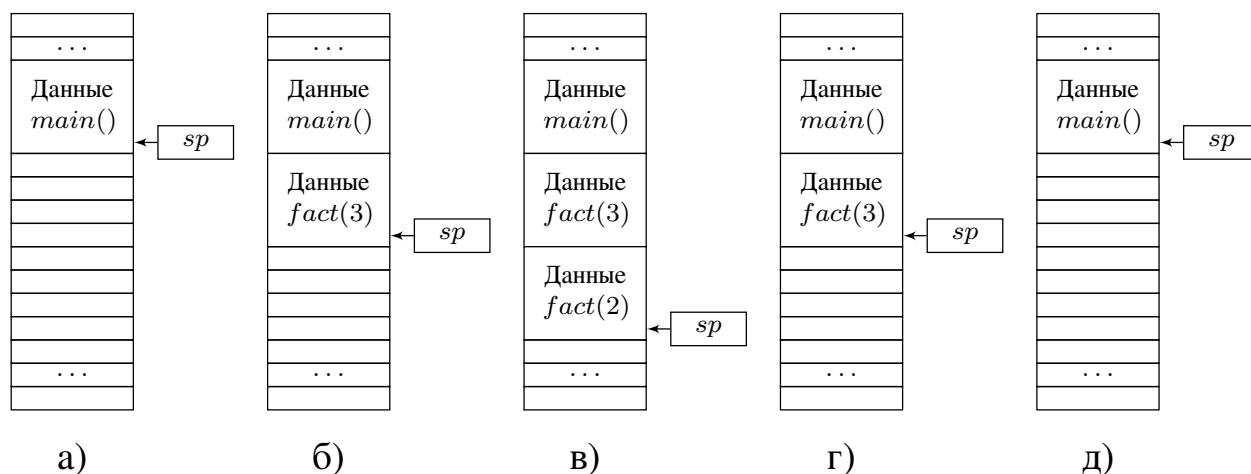 ...
Данные
main()
sp
...
Данные
main()
Данные
fact(3)
sp
...
...
Данные
main()
Данные
fact(3)
Данные
fact(2)
sp
...
...
Данные
main()
Данные
fact(3)
sp
...
...
Данные
main()
sp
...
...
а) б) в) г) д)